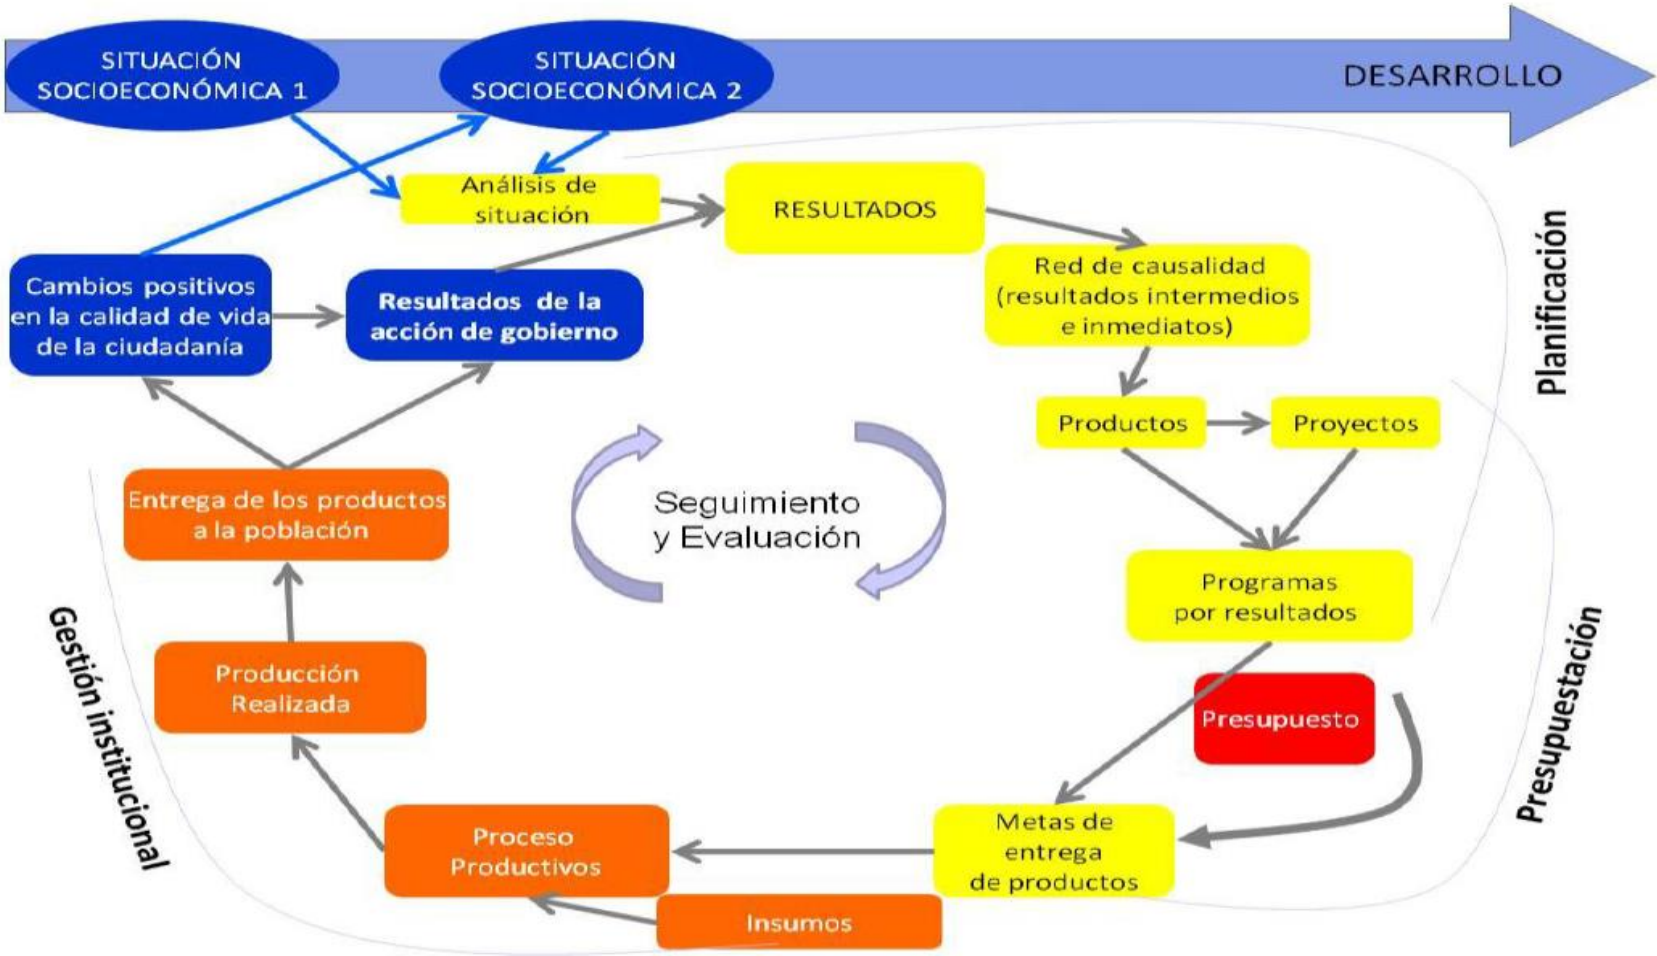 SITUACIÓN
SOCIOECONÓMICA 1
SITUACIÓN
SOCIOECONÓMICA 2
DESARROLLO
Análisis de
situación
RESULTADOS
Red de causalidad
(resultados intermedios
e inmediatos)
Cambios positivos
en la calidad de vida
de la ciudadanía
Resultados de la
acción de gobierno
Planificación
Productos
Proyectos
Entrega de los productos
a la población
Seguimiento
y Evaluación
Programas
por resultados
Gestión institucional
Producción
Realizada
Presupuesto
Presupuestación
Proceso
Productivos
Metas de
entrega
de productos
Insumos